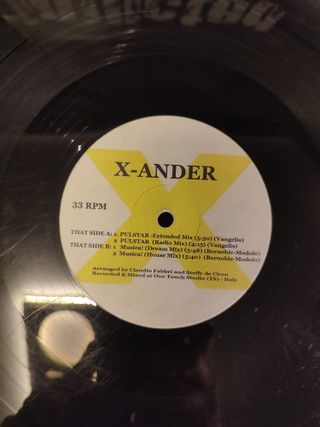 X-ANDER
33 RPM
THAT SIDE A: 1. PULSTAR -Extended Mix (5:50) (Vangelis)
2 PULSTAR (Radio Mix) (4:15) (Vangelis)
THAT SIDE B: 1 Musica! (Dream Mix) (5:48) (Bernobie-Modolo)
2 Musica! (House Mix) (5:40) (Bernobie-Modolo)
Arranged by Claudio Fabbri and Steffy de Cicco
Recorded & Mixed at One Touch Studio (TS) - Italy